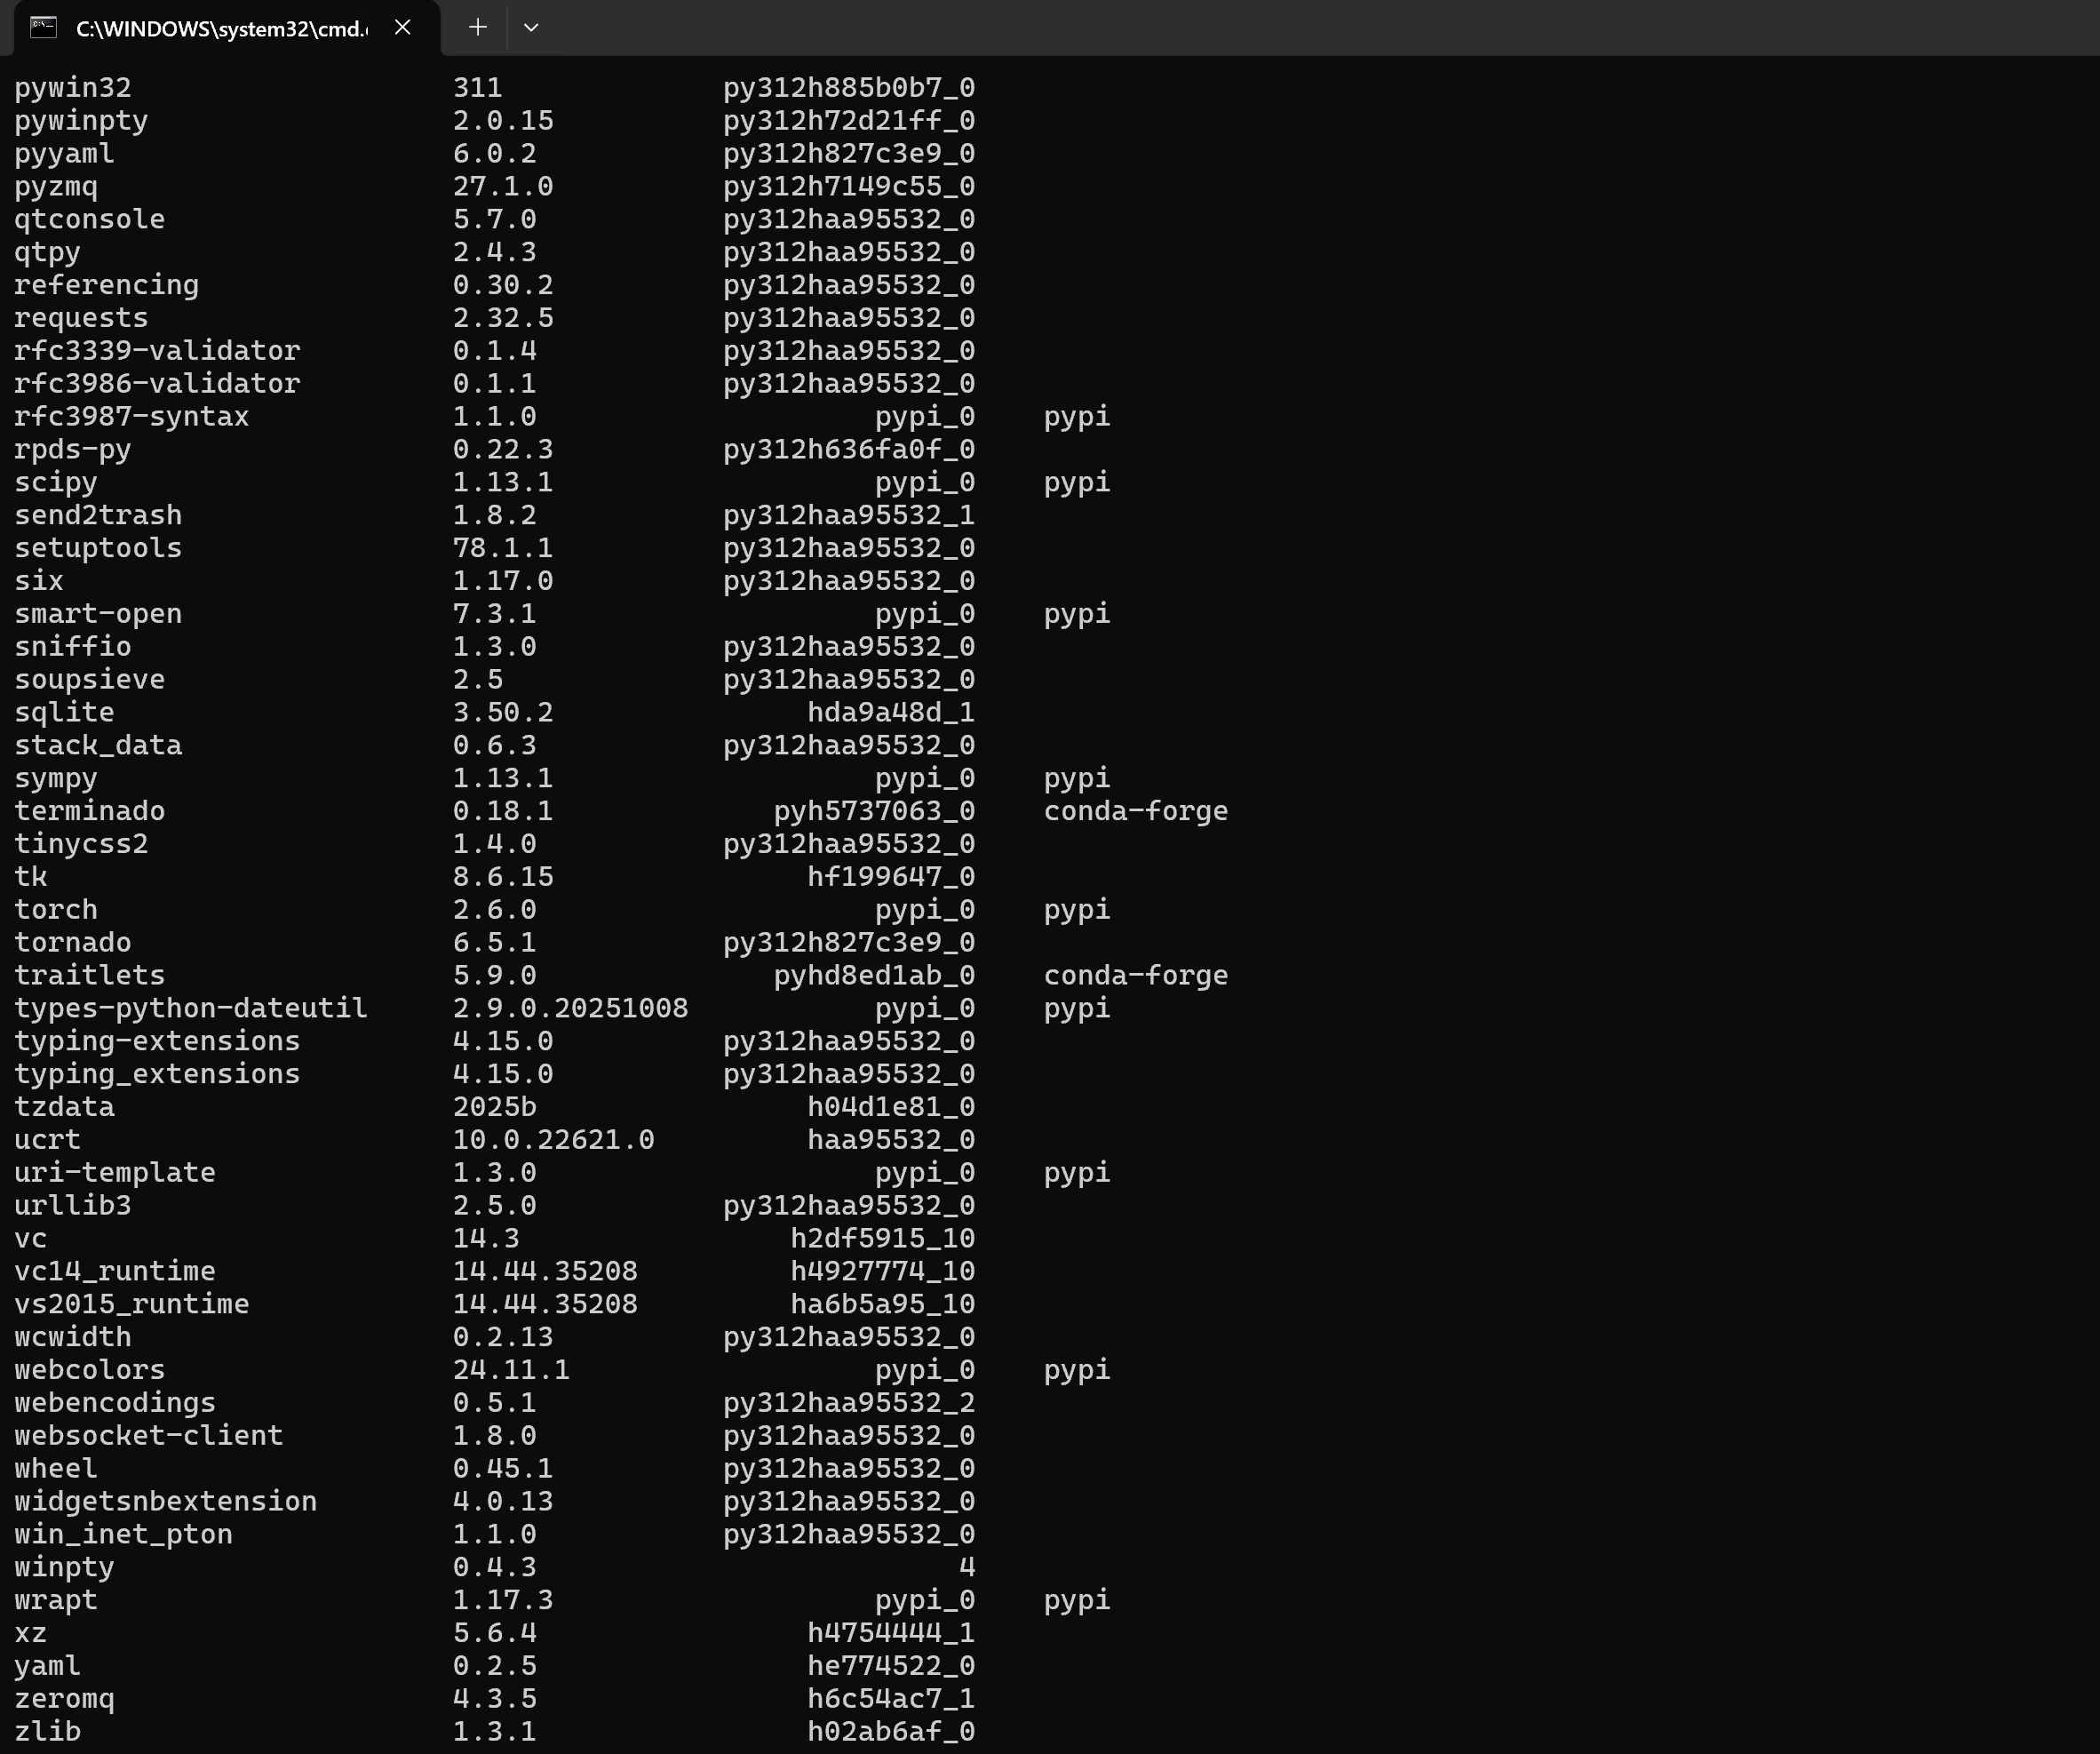 C:\WINDOWS\system32\cmd.
pywin32 311 py312h885b0b7_0
pywinpty 2.0.15 py312h72d21ff_0
pyyaml 6.0.2 py312h827c3e9_0
pyzmq 27.1.0 py312h7149c55_0
qtconsole 5.7.0 py312haa95532_0
qtpy 2.4.3 py312haa95532_0
referencing 0.30.2 py312haa95532_0
requests 2.32.5 py312haa95532_0
rfc3339-validator 0.1.4 py312haa95532_0
rfc3986-validator 0.1.1 py312haa95532_0
rfc3987-syntax 1.1.0 pypi_0 pypi
rpds-py 0.22.3 py312h636fa0f_0
scipy 1.13.1 pypi_0 pypi
send2trash 1.8.2 py312haa95532_1
setuptools 78.1.1 py312haa95532_0
six 1.17.0 py312haa95532_0
smart-open 7.3.1 pypi_0 pypi
sniffio 1.3.0 py312haa95532_0
soupsieve 2.5 py312haa95532_0
sqlite 3.50.2 hda9a48d_1
stack_data 0.6.3 py312haa95532_0
sympy 1.13.1 pypi_0 pypi
terminado 0.18.1 pyh5737063_0 conda-forge
tinycss2 1.4.0 py312haa95532_0
tk 8.6.15 hf199647_0
torch 2.6.0 pypi_0 pypi
tornado 6.5.1 py312h827c3e9_0
traitlets 5.9.0 pyhd8ed1ab_0 conda-forge
types-python-dateutil 2.9.0.20251008 pypi_0 pypi
typing-extensions 4.15.0 py312haa95532_0
typing_extensions 4.15.0 py312haa95532_0
tzdata 2025b h04d1e81_0
ucrt 10.0.22621.0 haa95532_0
uri-template 1.3.0 pypi_0 pypi
urllib3 2.5.0 py312haa95532_0
vc 14.3 h2df5915_10
vc14_runtime 14.44.35208 h4927774_10
vs2015_runtime 14.44.35208 ha6b5a95_10
wcwidth 0.2.13 py312haa95532_0
webcolors 24.11.1 pypi_0 pypi
webencodings 0.5.1 py312haa95532_2
websocket-client 1.8.0 py312haa95532_0
wheel 0.45.1 py312haa95532_0
widgetsnbextension 4.0.13 py312haa95532_0
win_inet_pton 1.1.0 py312haa95532_0
winpty 0.4.3 4
wrapt 1.17.3 pypi_0 pypi
xz 5.6.4 h4754444_1
yaml 0.2.5 he774522_0
zeromq 4.3.5 h6c54ac7_1
zlib 1.3.1 h02ab6af_0